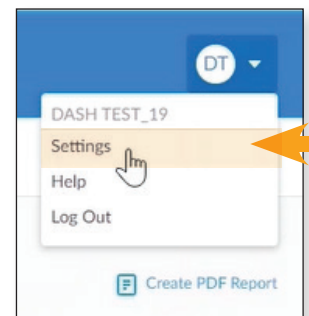 DT
DASH TEST_19
Settings
Help
Log Out
Create PDF Report